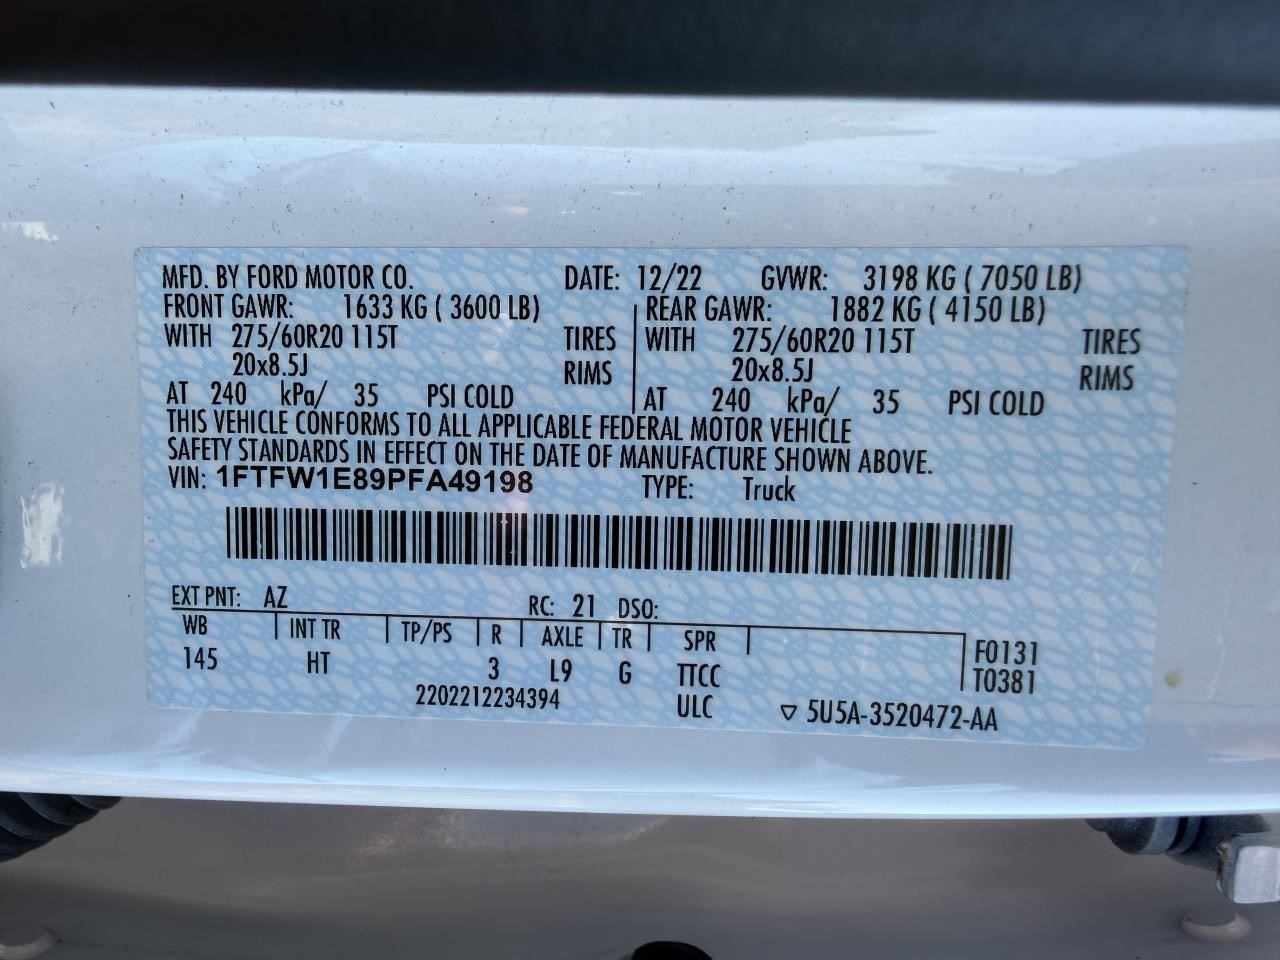 MFD. BY FORD MOTOR CO. DATE: 12/22 GVWR: 3198 KG ( 7050 LB)
FRONT GAWR: 1633 KG ( 3600 LB) REAR GAWR: 1882 KG ( 4150 LB)
WITH 275/60R20 115T TIRES WITH 275/60R20 115T TIRES
20x8.5J RIMS 20x8.5J RIMS
AT 240 kPa/ 35 PSI COLD AT 240 kPa/ 35 PSI COLD
THIS VEHICLE CONFORMS TO ALL APPLICABLE FEDERAL MOTOR VEHICLE
SAFETY STANDARDS IN EFFECT ON THE DATE OF MANUFACTURE SHOWN ABOVE.
VIN: 1FTFW1E89PFA49198 TYPE: Truck
EXT PNT: AZ RC: 21 DSO:
WB INT TR TP/PS R AXLE TR SPR F0131
145 HT 3 L9 G TTCC T0381
2202212234394 ULC ▽ 5U5A-3520472-AA